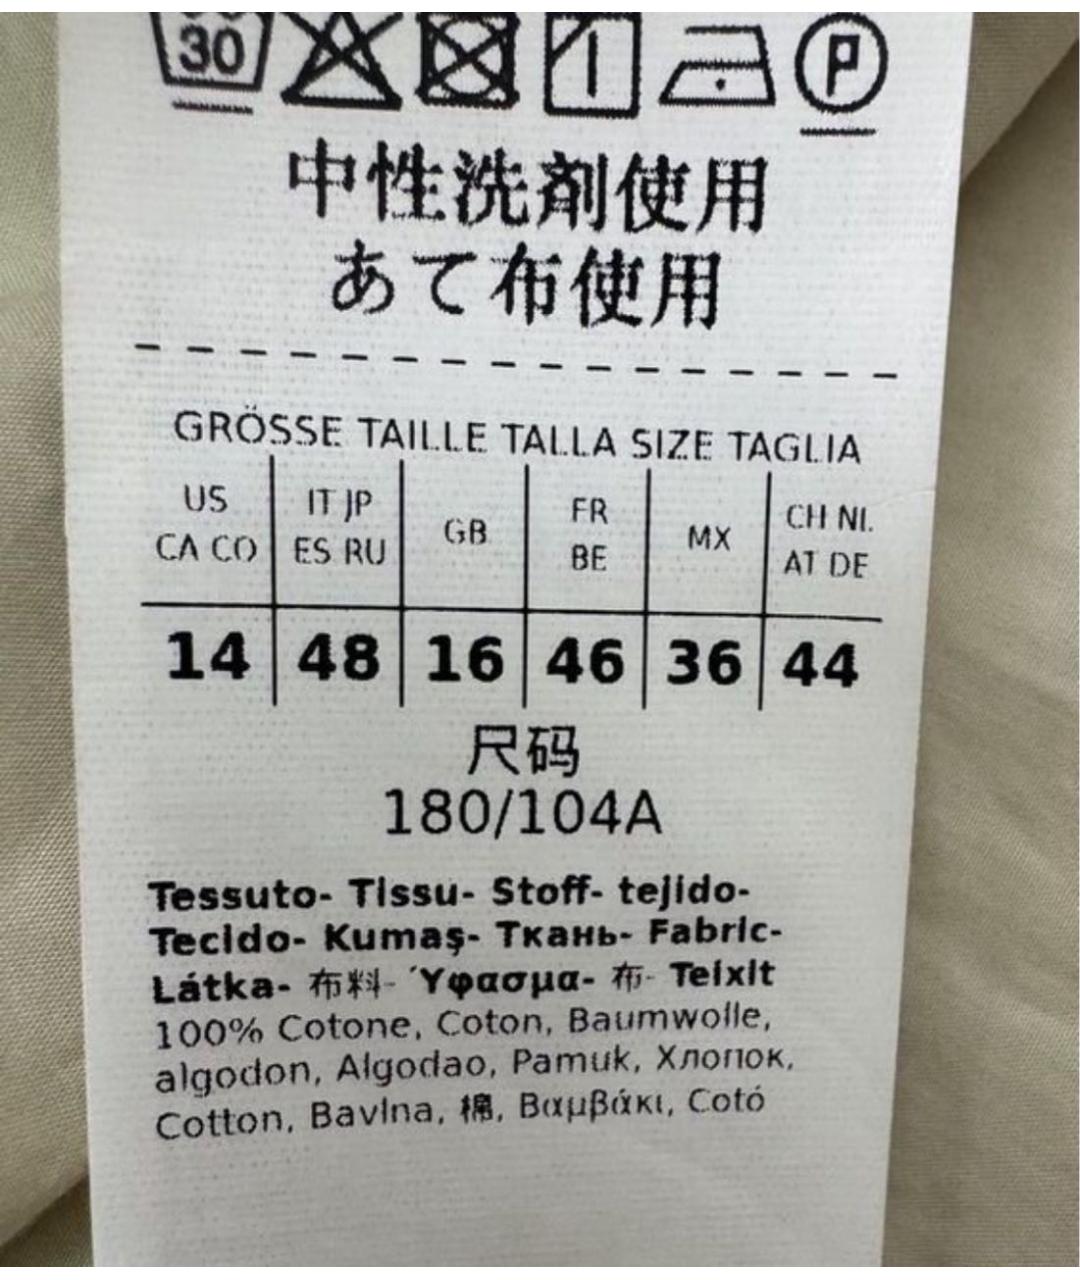 30
P
中性洗剤使用
あて布使用
GRÖSSE TAILLE TALLA SIZE TAGLIA
US CA CO | IT JP ES RU | GB | FR BE | MX | CH NL AT DE
14 | 48 | 16 | 46 | 36 | 44
尺码
180/104A
Tessuto- Tissu- Stoff- tejido-
Tecido- Kumaş- Ткань- Fabric-
Látka- 布料- Ύφασμα- 布- Teixit
100% Cotone, Coton, Baumwolle,
algodon, Algodao, Pamuk, Хлопок,
Cotton, Bavlna, 棉, Βαμβάκι, Cotó